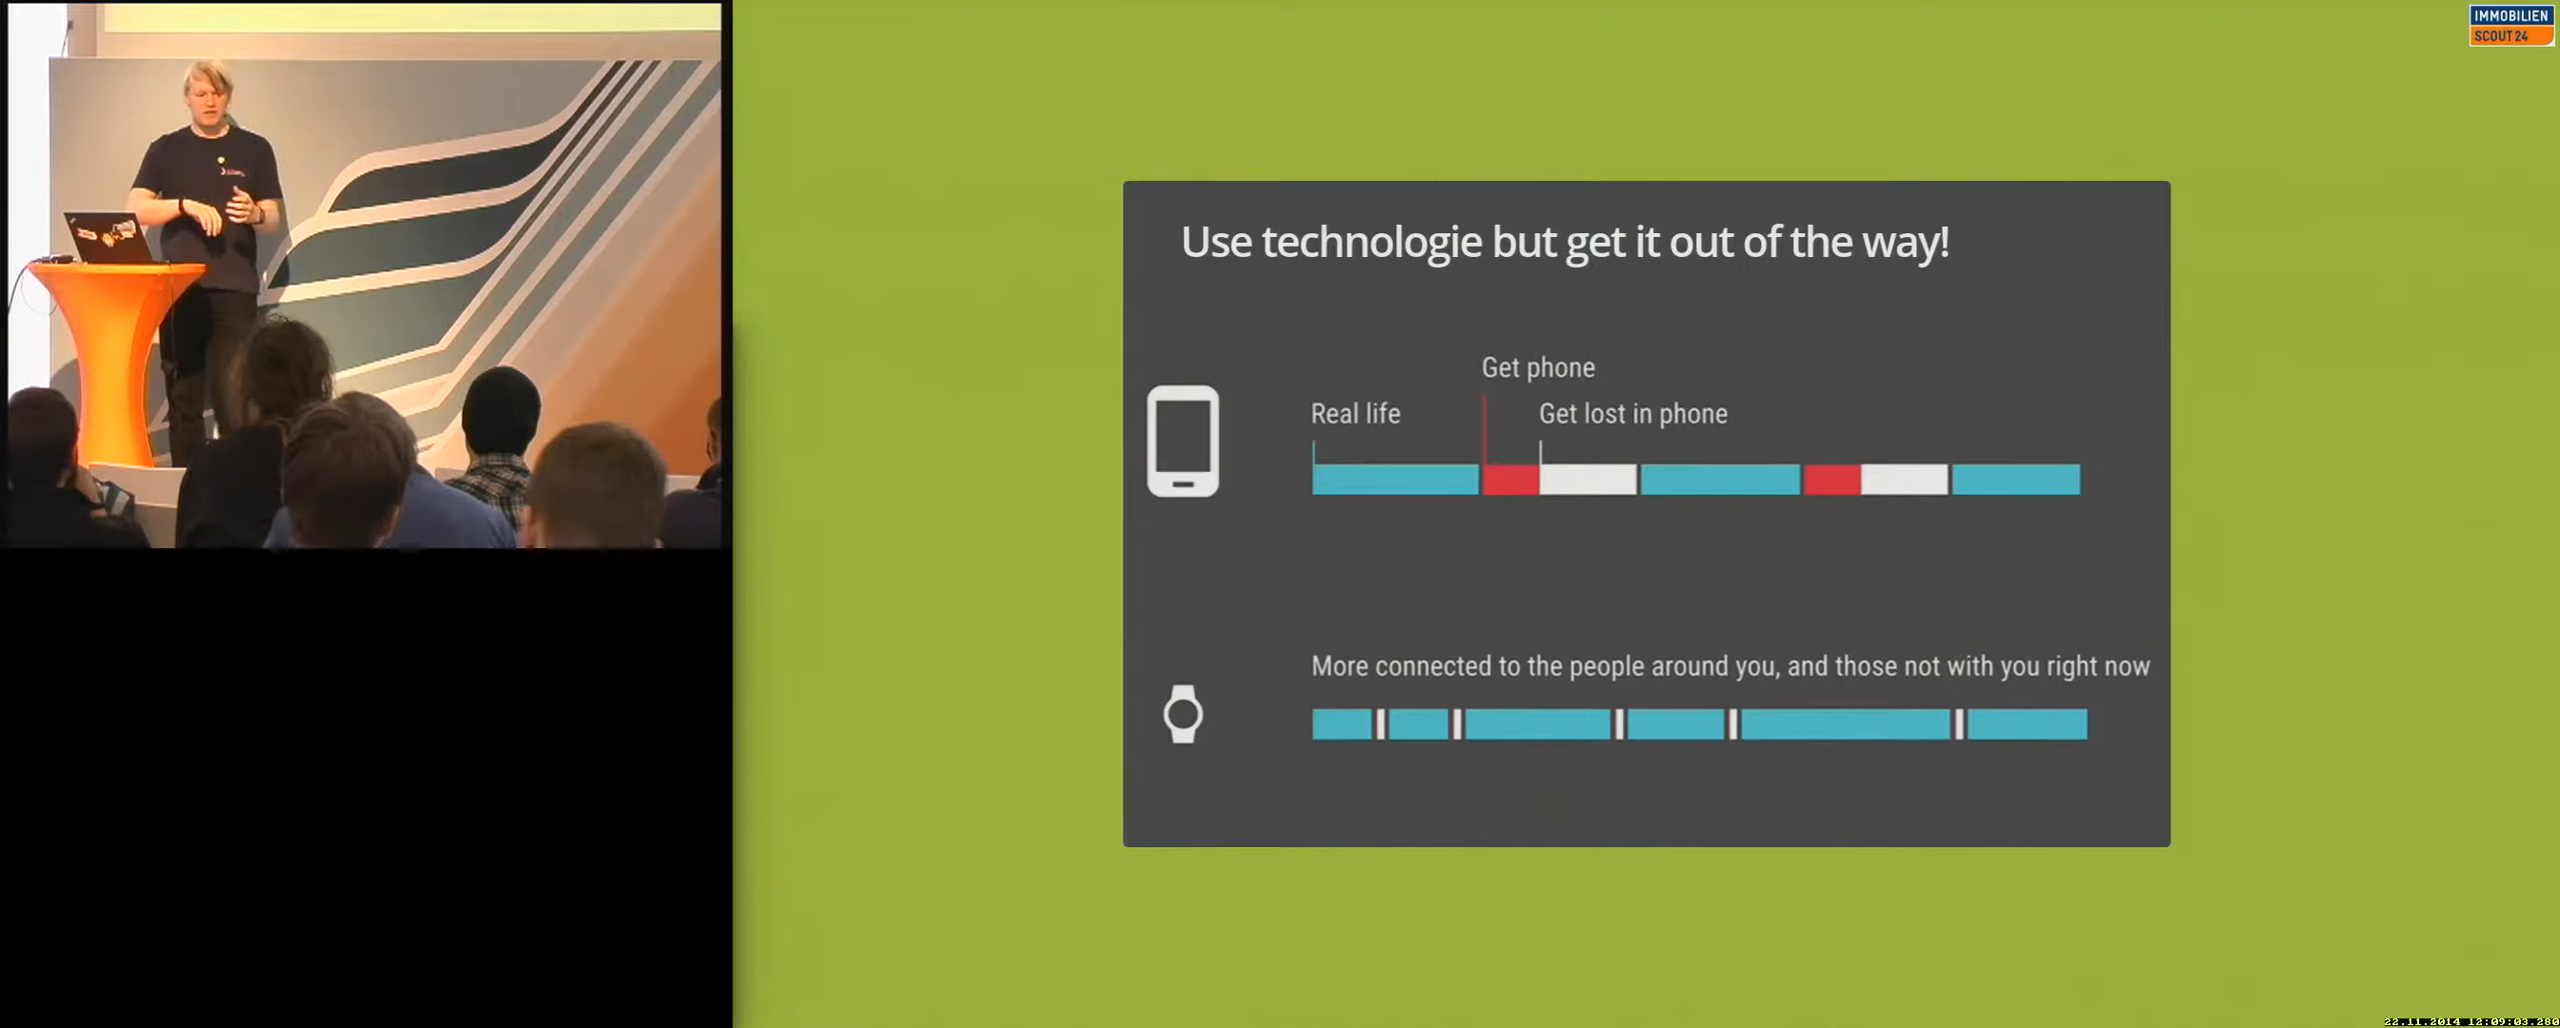 IMMOBILIEN
SCOUT24
Use technologie but get it out of the way!
Get phone
Real life
Get lost in phone
More connected to the people around you, and those not with you right now
22.11.2014 12:09:03.280